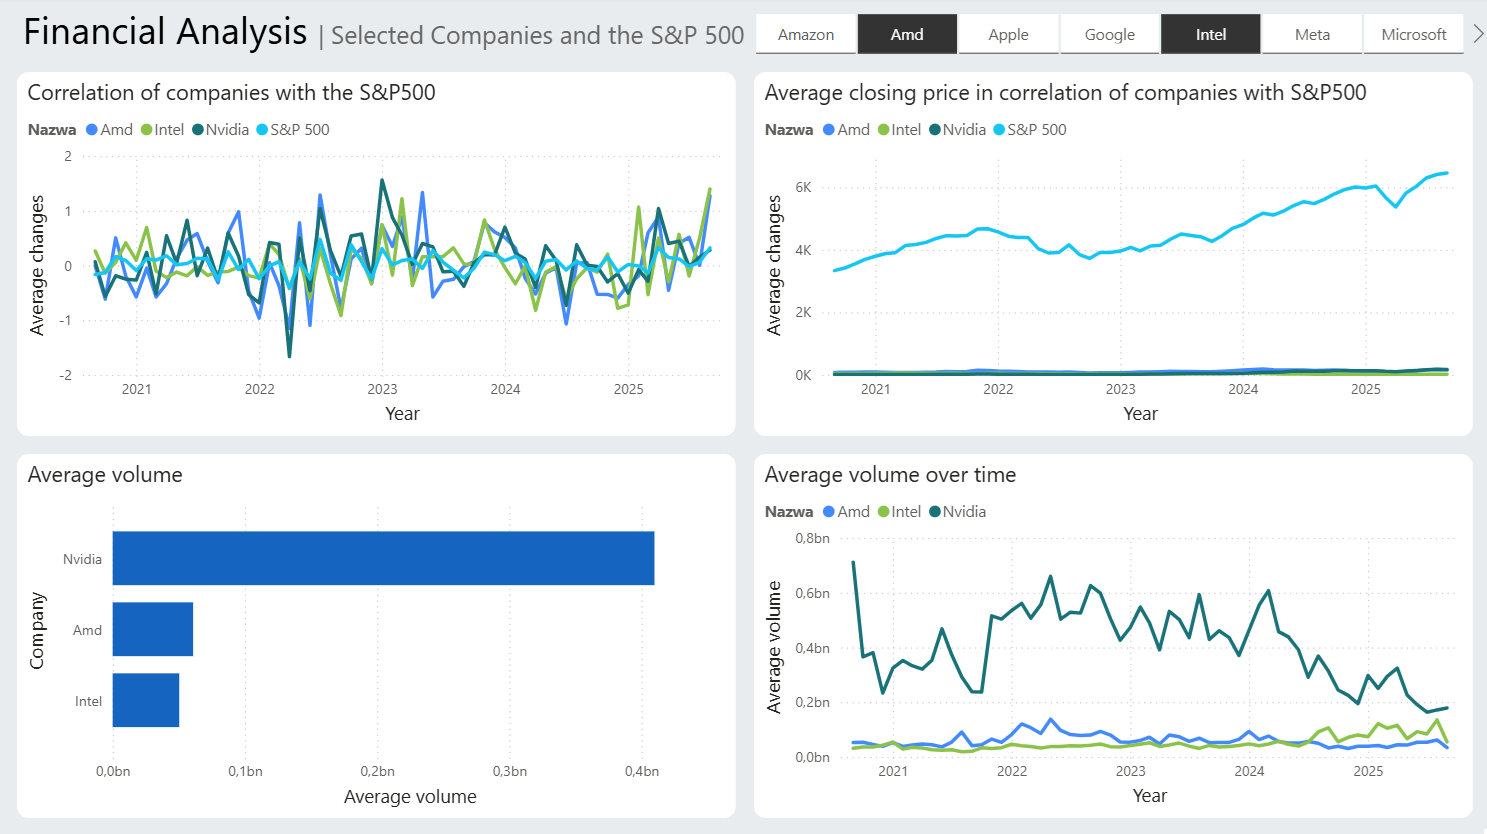 Financial Analysis | Selected Companies and the S&P 500
Amazon Amd Apple Google Intel Meta Microsoft
Correlation of companies with the S&P500
Nazwa Amd Intel Nvidia S&P 500
Average changes
2
1
0
-1
-2
2021 2022 2023 2024 2025
Year
Average closing price in correlation of companies with S&P500
Nazwa Amd Intel Nvidia S&P 500
Average changes
6K
4K
2K
0K
2021 2022 2023 2024 2025
Year
Average volume
Company
Nvidia
Amd
Intel
0,0bn 0,1bn 0,2bn 0,3bn 0,4bn
Average volume
Average volume over time
Nazwa Amd Intel Nvidia
Average volume
0,8bn
0,6bn
0,4bn
0,2bn
0,0bn
2021 2022 2023 2024 2025
Year